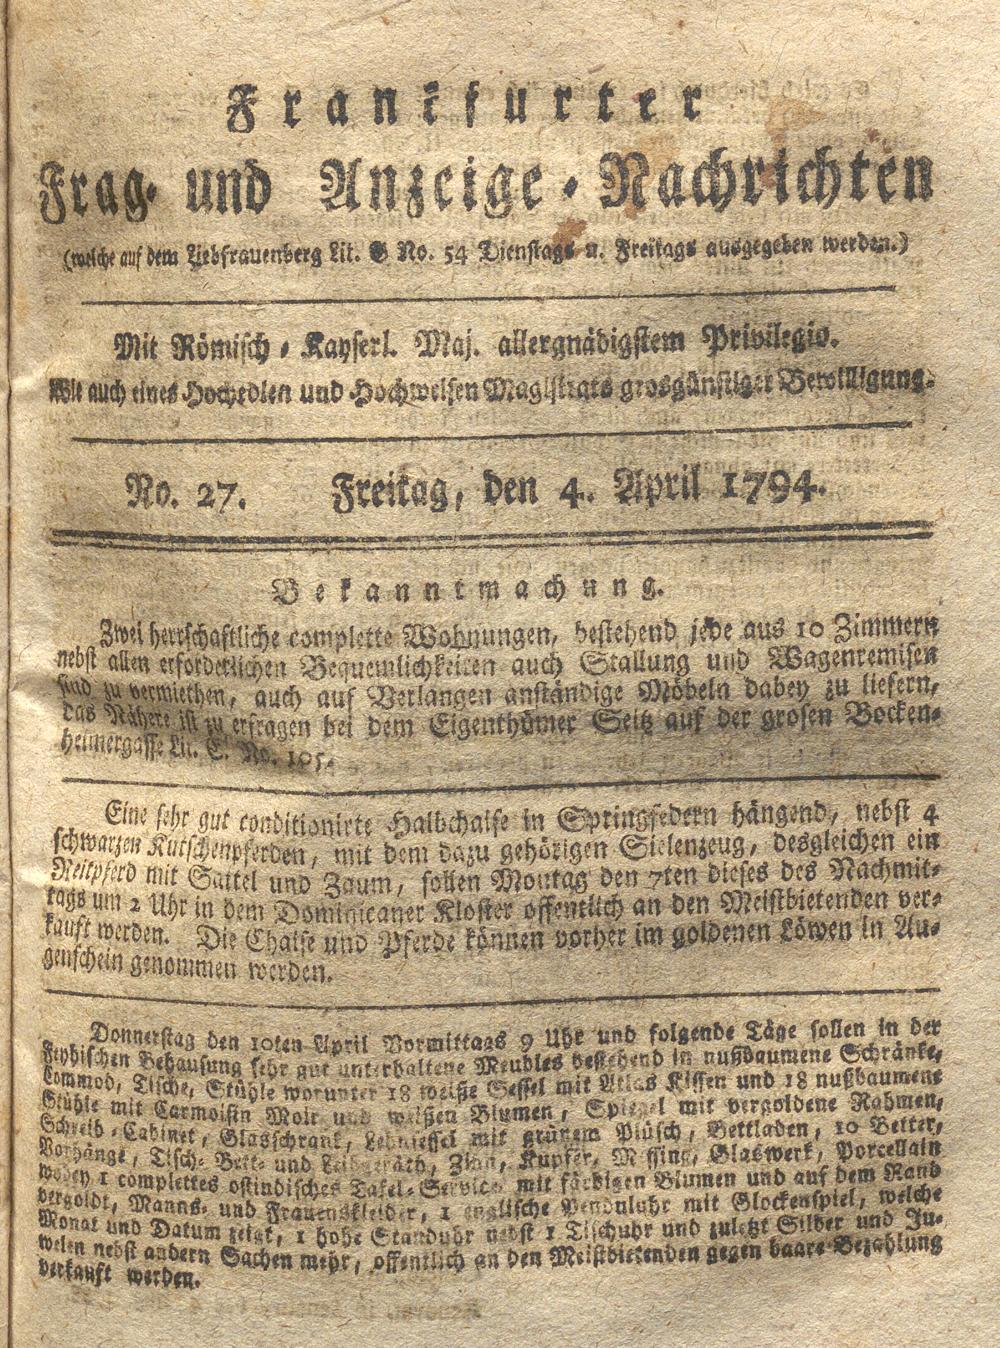 Frankfurter
Frag- und Anzeige-Nachrichten
(welche auf dem Liebfrauenberg Lit. G No. 54 Dienstags u. Freitags ausgegeben werden.)
Mit Römisch-Kayserl. Maj. allergnädigstem Privilegio.
Wie auch eines Hochedlen und Hochweisen Magistrats grosgünstiger Bewilligung.
No. 27. Freitag, den 4. April 1794.
Bekanntmachung.
Zwei herrschaftliche complette Wohnungen, bestehend jede aus 10 Zimmern
nebst allen erforderlichen Bequemlichkeiten auch Stallung und Wagenremisen
sind zu vermiethen, auch auf Verlangen anständige Möbeln dabey zu liefern,
das Nähere ist zu erfragen bei dem Eigenthümer Seitz auf der grosen Bocken-
heimergasse Lit. E. No. 105.
Eine sehr gut conditionirte Halbchaise in Springfedern hängend, nebst 4
schwarzen Kutschenpferden, mit dem dazu gehörigen Sielenzeug, desgleichen ein
Reitpferd mit Sattel und Zaum, sollen Montag den 7ten dieses des Nachmit-
tags um 2 Uhr in dem Dominicaner Kloster offentlich an den Meistbietenden ver-
kauft werden. Die Chaise und Pferde können vorher im goldenen Löwen in Au-
genschein genommen werden.
Donnerstag den 10ten April Vormittags 9 Uhr und folgende Täge sollen in der
Behausung sehr gut unterhaltene Meubles bestehend in nußbaumene Schränke,
Commod, Tische, Stühle worunter 18 weiße Sessel mit Atlas Kissen und 18 nußbaumene
Stühle mit Carmoisin Moir und weißen Blumen, Spiegel mit vergoldene Rahmen,
Schreib-Cabinet, Glasschrank, Lehnsessel mit grünem Plüsch, Bettladen, 10 Better,
Vorhänge, Tisch- Bett- und Leibgeräth, Zinn, Kupfer, Messing, Glaswerk, Porcellain
wobey 1 complettes ostindisches Tafel-Service mit färbigen Blumen und auf dem Rand
vergoldt, Manns- und Frauenskleider, 1 englische Penduluhr mit Glockenspiel, welche
Monat und Datum zeigt, 1 hohe Standuhr nebst 1 Tischuhr und zuletzt Silber und Ju-
welen nebst andern Sachen mehr, offentlich an den Meistbietenden gegen baare Bezahlung
verkauft werden.